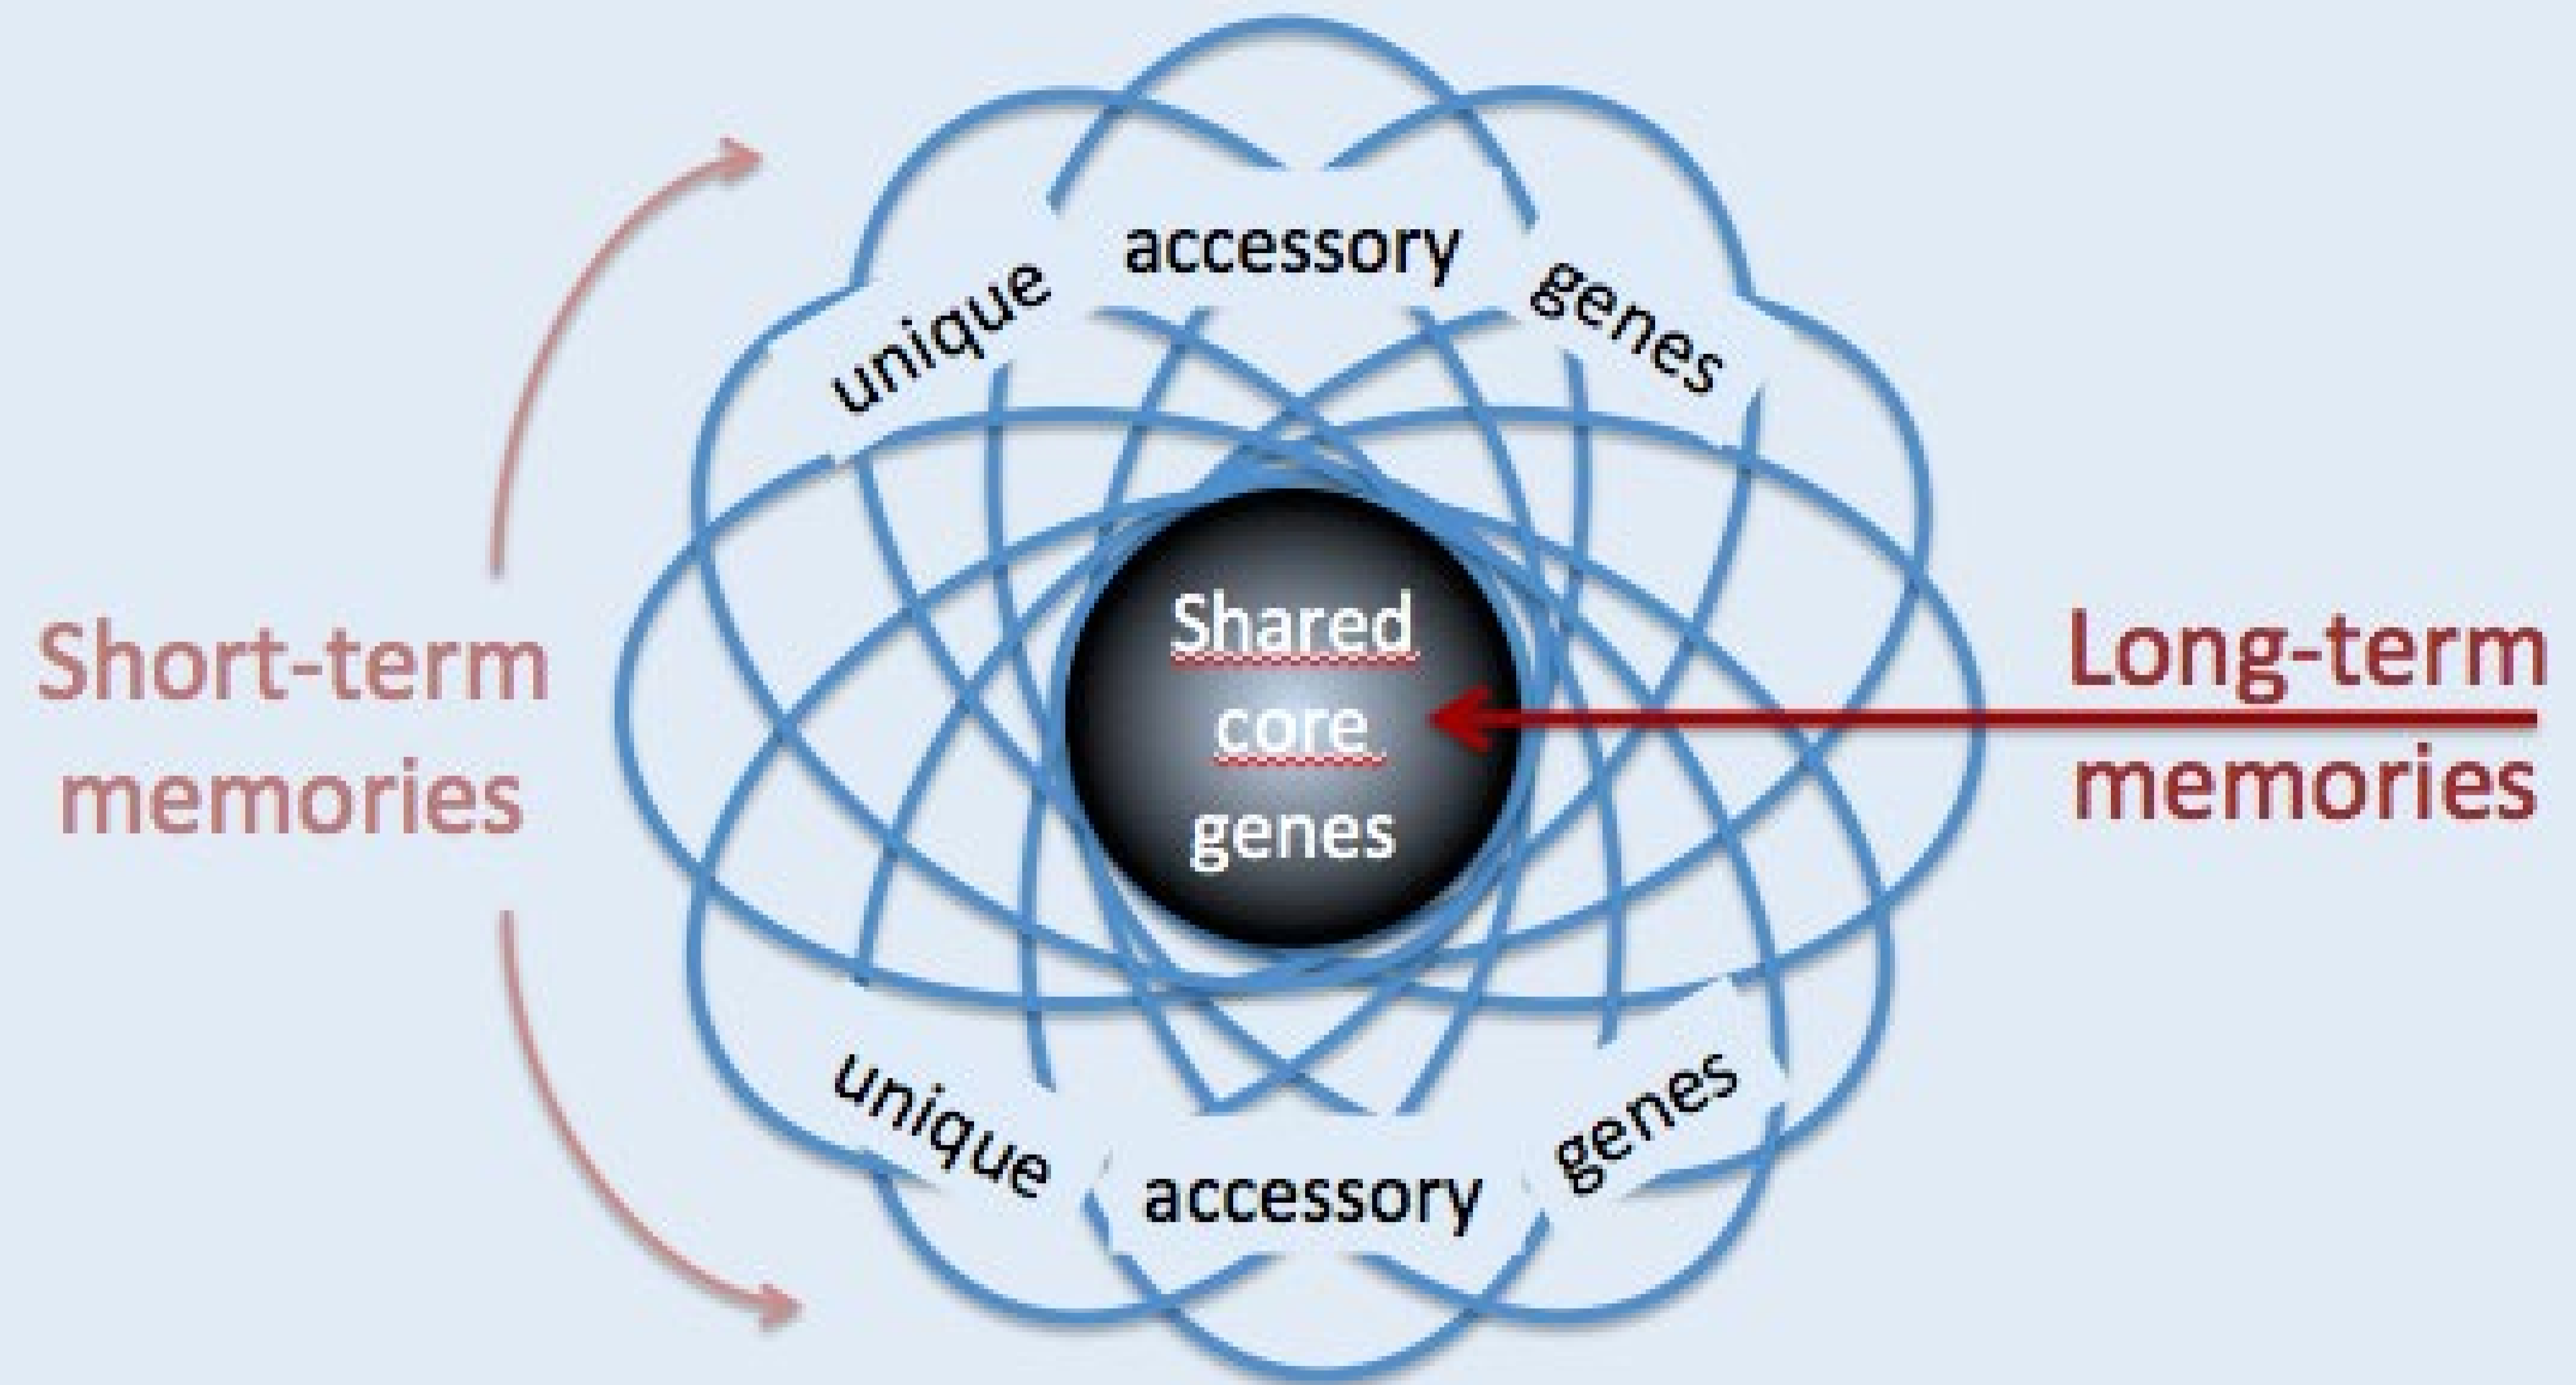 unique accessory genes
Shared
core
genes
Short-term
memories
Long-term
memories
unique accessory genes